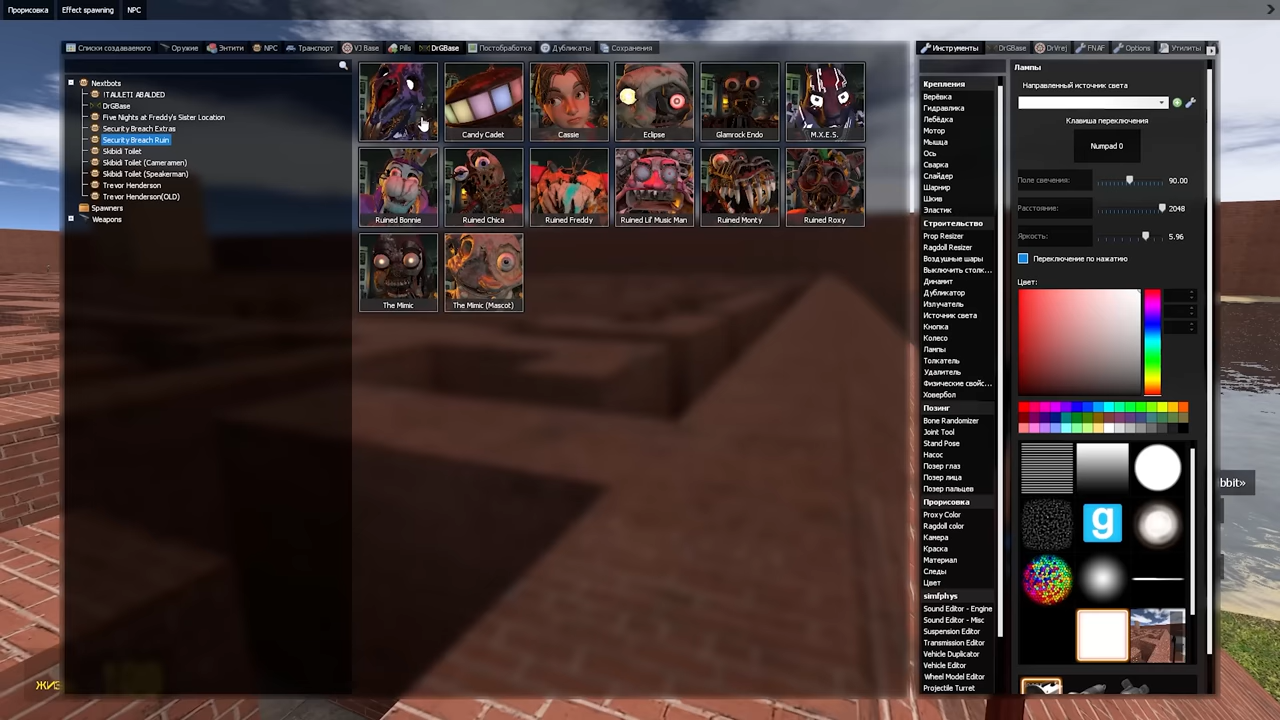 Прорисовка
Effect spawning
NPC
Списки создаваемого
Оружие
Энтити
NPC
Транспорт
VJ Base
Pills
DrGBase
Постобработка
Дубликаты
Сохранения
Nextbots
ITAULETI ABALDED
DrGBase
Five Nights at Freddy's Sister Location
Security Breach Extras
Security Breach Ruin
Skibidi Toilet
Skibidi Toilet (Cameramen)
Skibidi Toilet (Speakerman)
Trevor Henderson
Trevor Henderson(OLD)
Spawners
Weapons
Candy Cadet
Cassie
Eclipse
Glamrock Endo
M.X.E.S.
Ruined Bonnie
Ruined Chica
Ruined Freddy
Ruined Lil' Music Man
Ruined Monty
Ruined Roxy
The Mimic
The Mimic (Mascot)
Инструменты
DrGBase
DrVrej
FNAF
Options
Утилиты
Крепления
Верёвка
Гидравлика
Лебёдка
Мотор
Мышца
Ось
Сварка
Слайдер
Шарнир
Шкив
Эластик
Строительство
Prop Resizer
Ragdoll Resizer
Воздушные шары
Выключить столк...
Динамит
Дубликатор
Излучатель
Источник света
Кнопка
Колесо
Лампы
Толкатель
Удалитель
Физические свойс...
Ховербол
Позинг
Bone Randomizer
Joint Tool
Stand Pose
Насос
Позер глаз
Позер лица
Позер пальцев
Прорисовка
Proxy Color
Ragdoll color
Камера
Краска
Материал
Следы
Цвет
simfphys
Sound Editor - Engine
Sound Editor - Misc
Suspension Editor
Transmission Editor
Vehicle Duplicator
Vehicle Editor
Wheel Model Editor
Projectile Turret
Лампы
Направленный источник света
Клавиша переключения
Numpad 0
Поле свечения:
90.00
Расстояние:
2048
Яркость:
5.96
Переключение по нажатию
Цвет:
g
bbit»